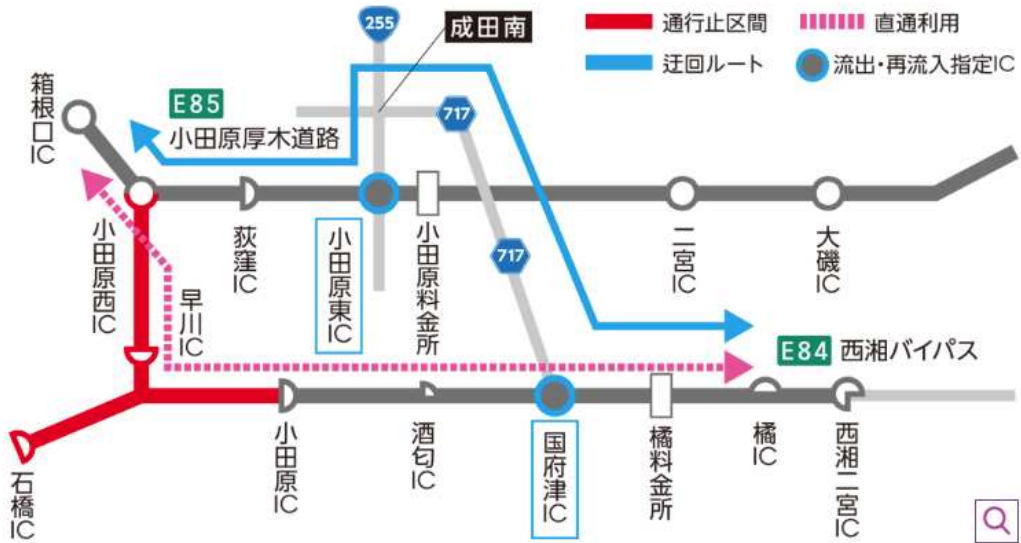 255
成田南
通行止区間
直通利用
迂回ルート
流出・再流入指定IC
箱根口IC
E85
小田原厚木道路
717
小田原西IC
荻窪IC
小田原東IC
小田原料金所
717
二宮IC
大磯IC
早川IC
E84 西湘バイパス
石橋IC
小田原IC
酒匂IC
国府津IC
橘料金所
橘IC
西湘二宮IC